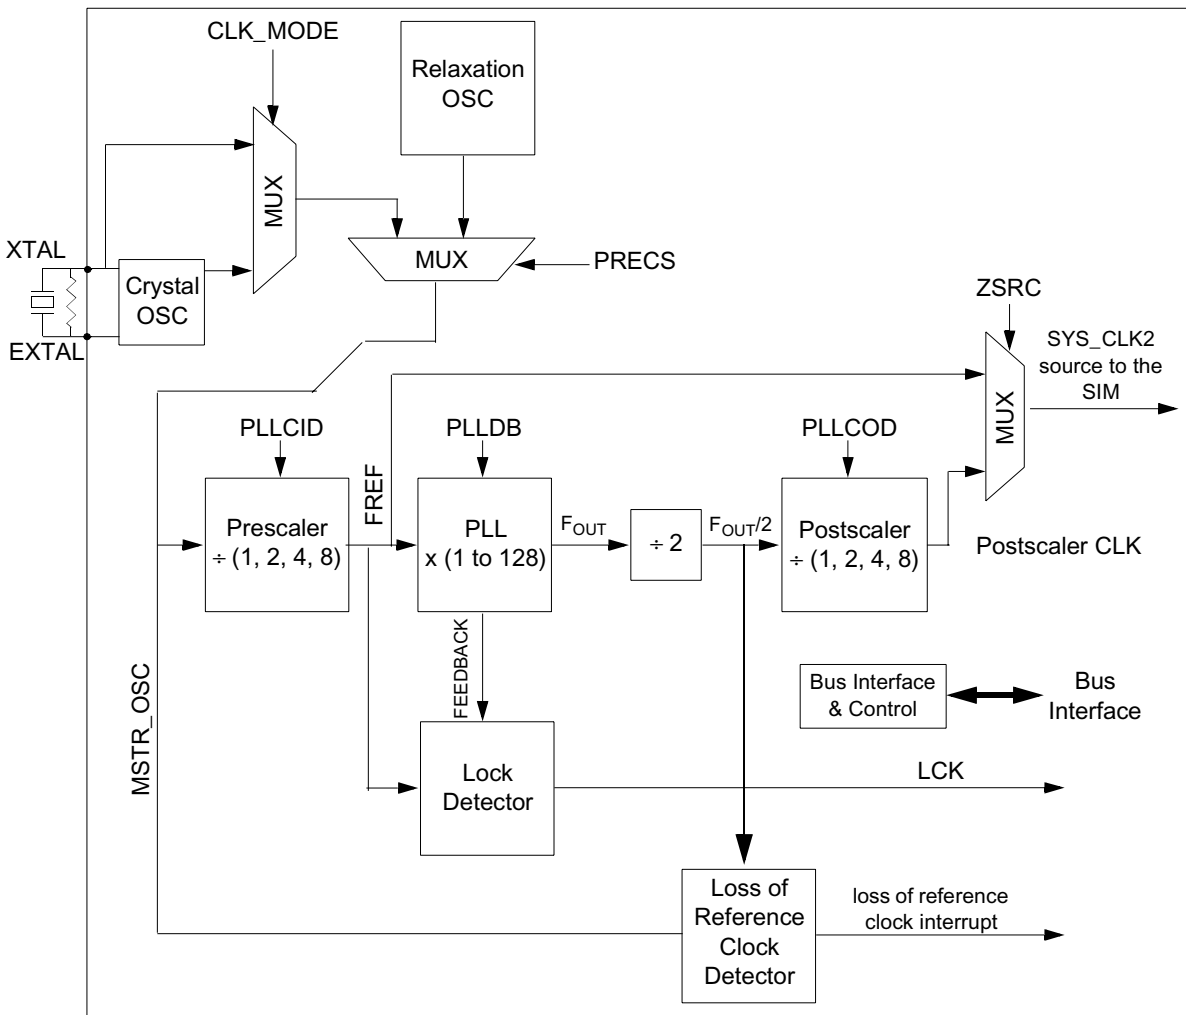 CLK_MODE
Relaxation
OSC
MUX
XTAL
MUX
PRECS
Crystal
OSC
EXTAL
ZSRC
SYS_CLK2
source to the
SIM
MUX
PLLCID
PLLDB
PLLCOD
FREF
Prescaler
÷ (1, 2, 4, 8)
PLL
x (1 to 128)
FOUT
÷ 2
FOUT/2
Postscaler
÷ (1, 2, 4, 8)
Postscaler CLK
FEEDBACK
MSTR_OSC
Bus Interface
& Control
Bus
Interface
Lock
Detector
LCK
Loss of
Reference
Clock
Detector
loss of reference
clock interrupt